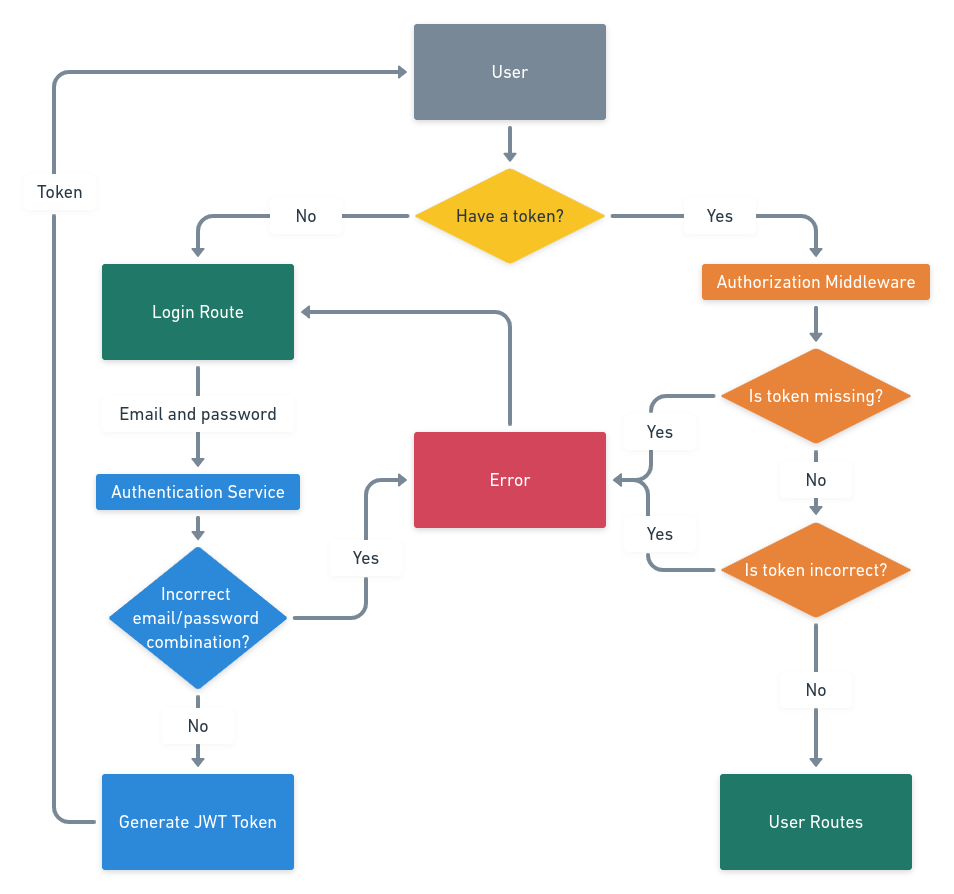 User
Token
No
Have a token?
Yes
Login Route
Authorization Middleware
Is token missing?
Email and password
Yes
Authentication Service
Error
No
Yes
Yes
Is token incorrect?
Incorrect
email/password
combination?
No
No
Generate JWT Token
User Routes